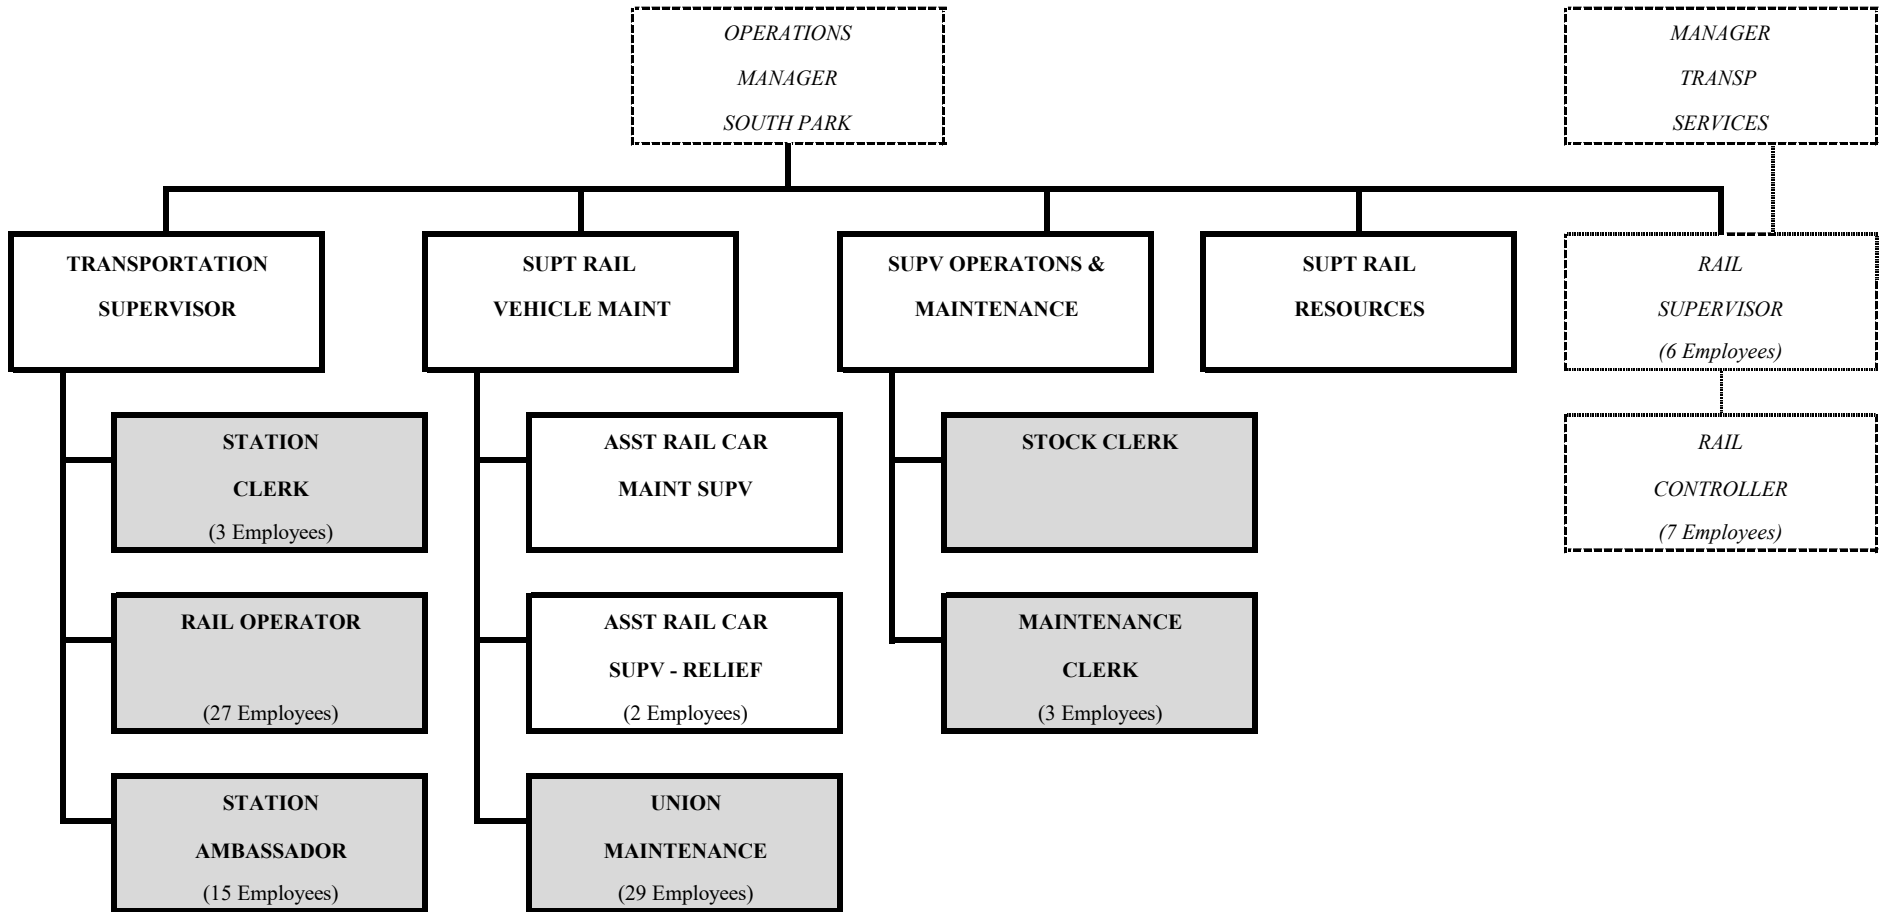 OPERATIONS
MANAGER
SOUTH PARK
MANAGER
TRANSP
SERVICES
TRANSPORTATION
SUPERVISOR
SUPT RAIL
VEHICLE MAINT
SUPV OPERATONS &
MAINTENANCE
SUPT RAIL
RESOURCES
RAIL
SUPERVISOR
(6 Employees)
STATION
CLERK
(3 Employees)
ASST RAIL CAR
MAINT SUPV
STOCK CLERK
RAIL
CONTROLLER
(7 Employees)
RAIL OPERATOR
(27 Employees)
ASST RAIL CAR
SUPV - RELIEF
(2 Employees)
MAINTENANCE
CLERK
(3 Employees)
STATION
AMBASSADOR
(15 Employees)
UNION
MAINTENANCE
(29 Employees)